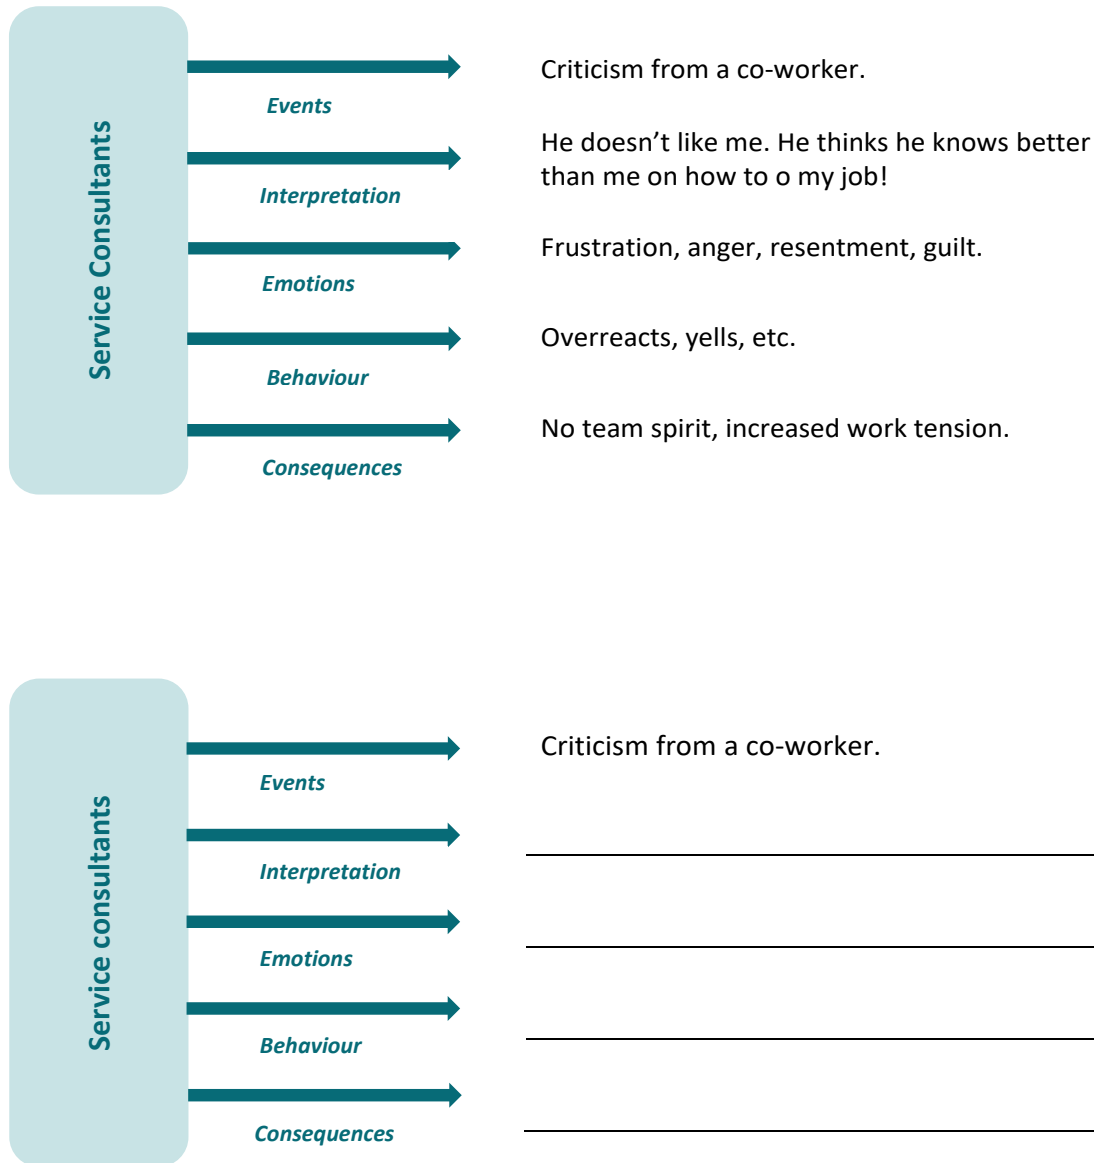 Service Consultants
Criticism from a co-worker.
Events
He doesn’t like me. He thinks he knows better
than me on how to o my job!
Interpretation
Frustration, anger, resentment, guilt.
Emotions
Overreacts, yells, etc.
Behaviour
No team spirit, increased work tension.
Consequences
Service consultants
Criticism from a co-worker.
Events
Interpretation
Emotions
Behaviour
Consequences